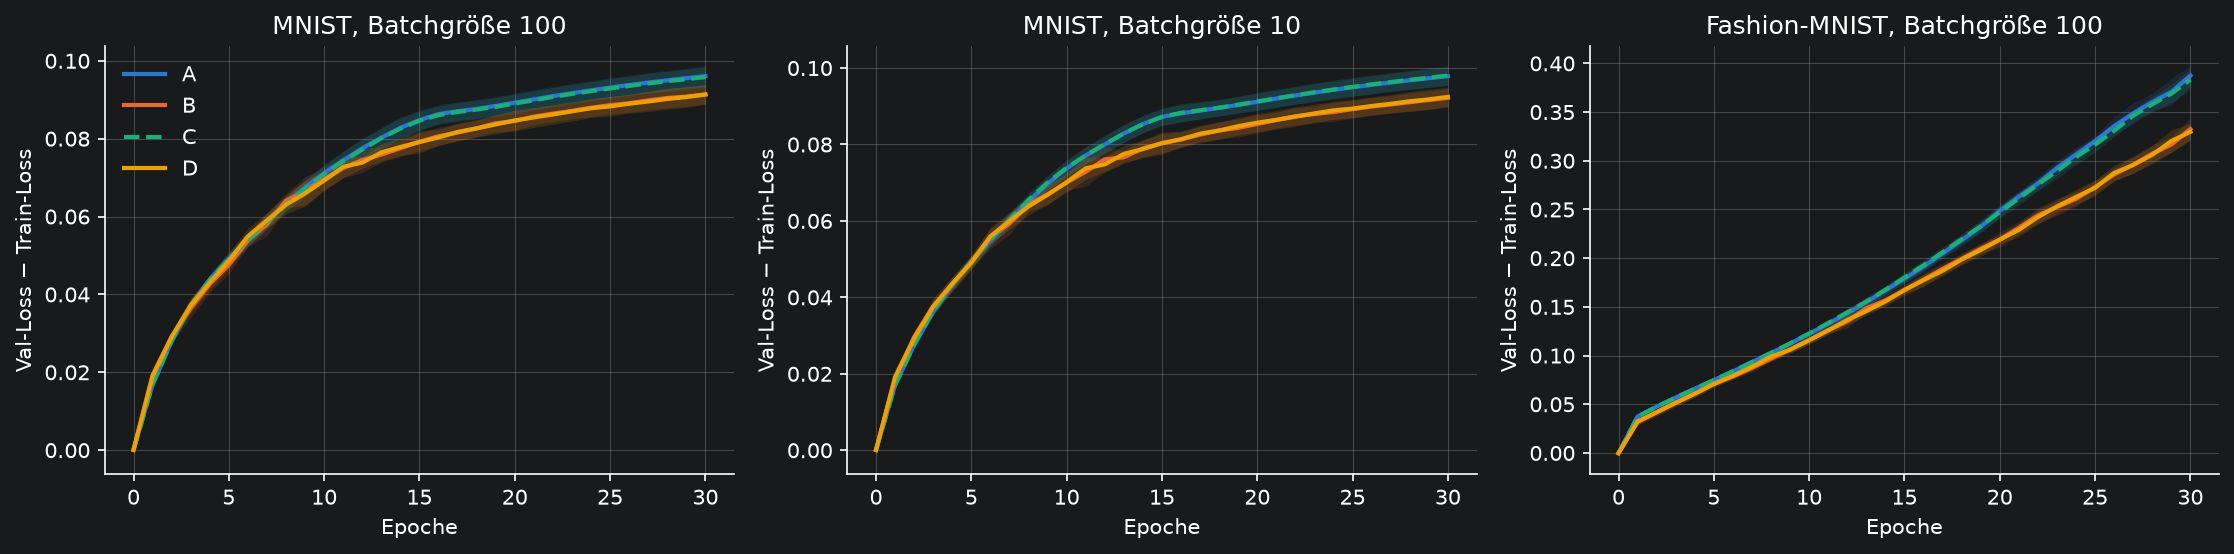 MNIST, Batchgröße 100
Val-Loss − Train-Loss
0.10
0.08
0.06
0.04
0.02
0.00
A
B
C
D
0 5 10 15 20 25 30
Epoche
MNIST, Batchgröße 10
Val-Loss − Train-Loss
0.10
0.08
0.06
0.04
0.02
0.00
0 5 10 15 20 25 30
Epoche
Fashion-MNIST, Batchgröße 100
Val-Loss − Train-Loss
0.40
0.35
0.30
0.25
0.20
0.15
0.10
0.05
0.00
0 5 10 15 20 25 30
Epoche